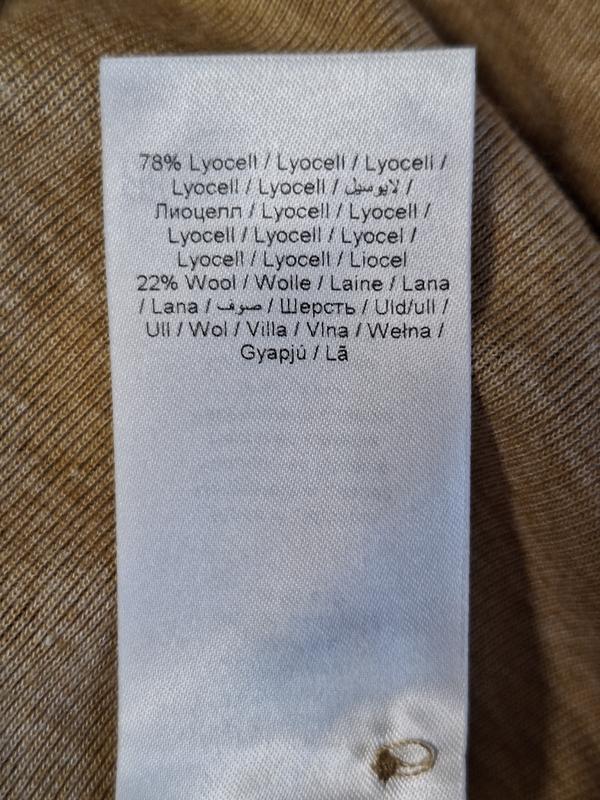 78% Lyocell / Lyocell / Lyocell /
Lyocell / Lyocell / لايوسيل /
Лиоцелл / Lyocell / Lyocell /
Lyocell / Lyocell / Lyocel /
Lyocell / Lyocell / Liocel
22% Wool / Wolle / Laine / Lana
/ Lana / صوف / Шерсть / Uld/ull /
Ull / Wol / Villa / Vlna / Wełna /
Gyapjú / Lã